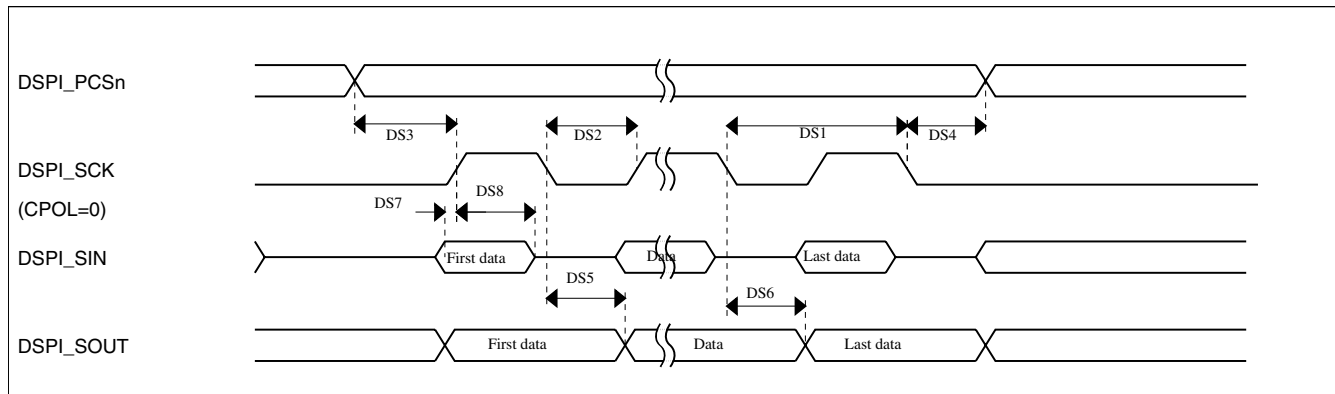 DSPI_PCSn
DS3
DS2
DS1
DS4
DSPI_SCK
(CPOL=0)
DS7
DS8
DSPI_SIN
First data
Data
Last data
DS5
DS6
DSPI_SOUT
First data
Data
Last data